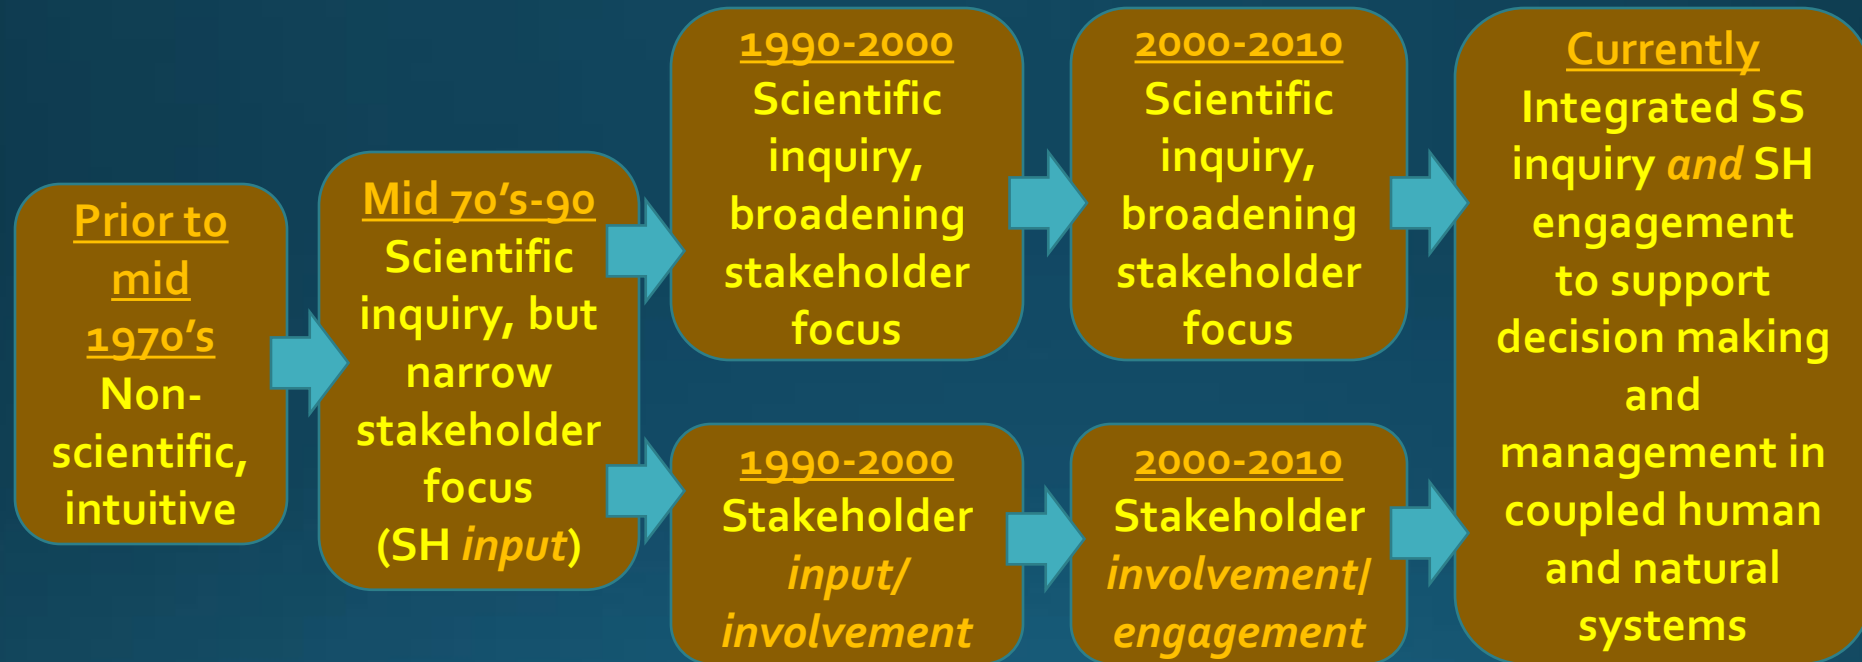 Prior to
mid
1970's
Non-
scientific,
intuitive
Mid 70's-90
Scientific
inquiry, but
narrow
stakeholder
focus
(SH input)
1990-2000
Scientific
inquiry,
broadening
stakeholder
focus
2000-2010
Scientific
inquiry,
broadening
stakeholder
focus
1990-2000
Stakeholder
input/
involvement
2000-2010
Stakeholder
involvement/
engagement
Currently
Integrated SS
inquiry and SH
engagement
to support
decision making
and
management in
coupled human
and natural
systems